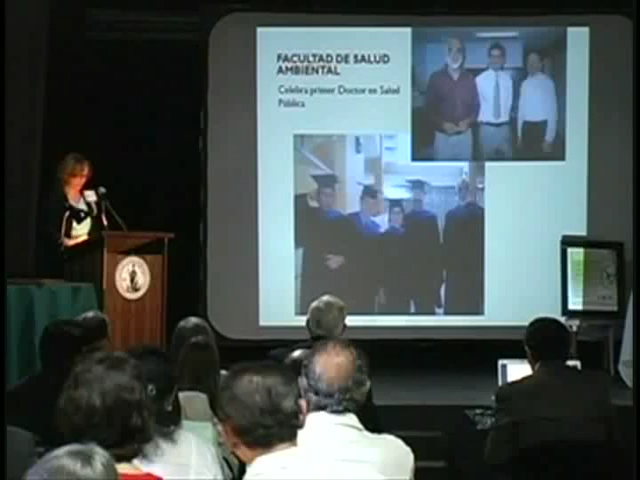 FACULTAD DE SALUD
AMBIENTAL
Celebra primer Doctor en Salud
Pública